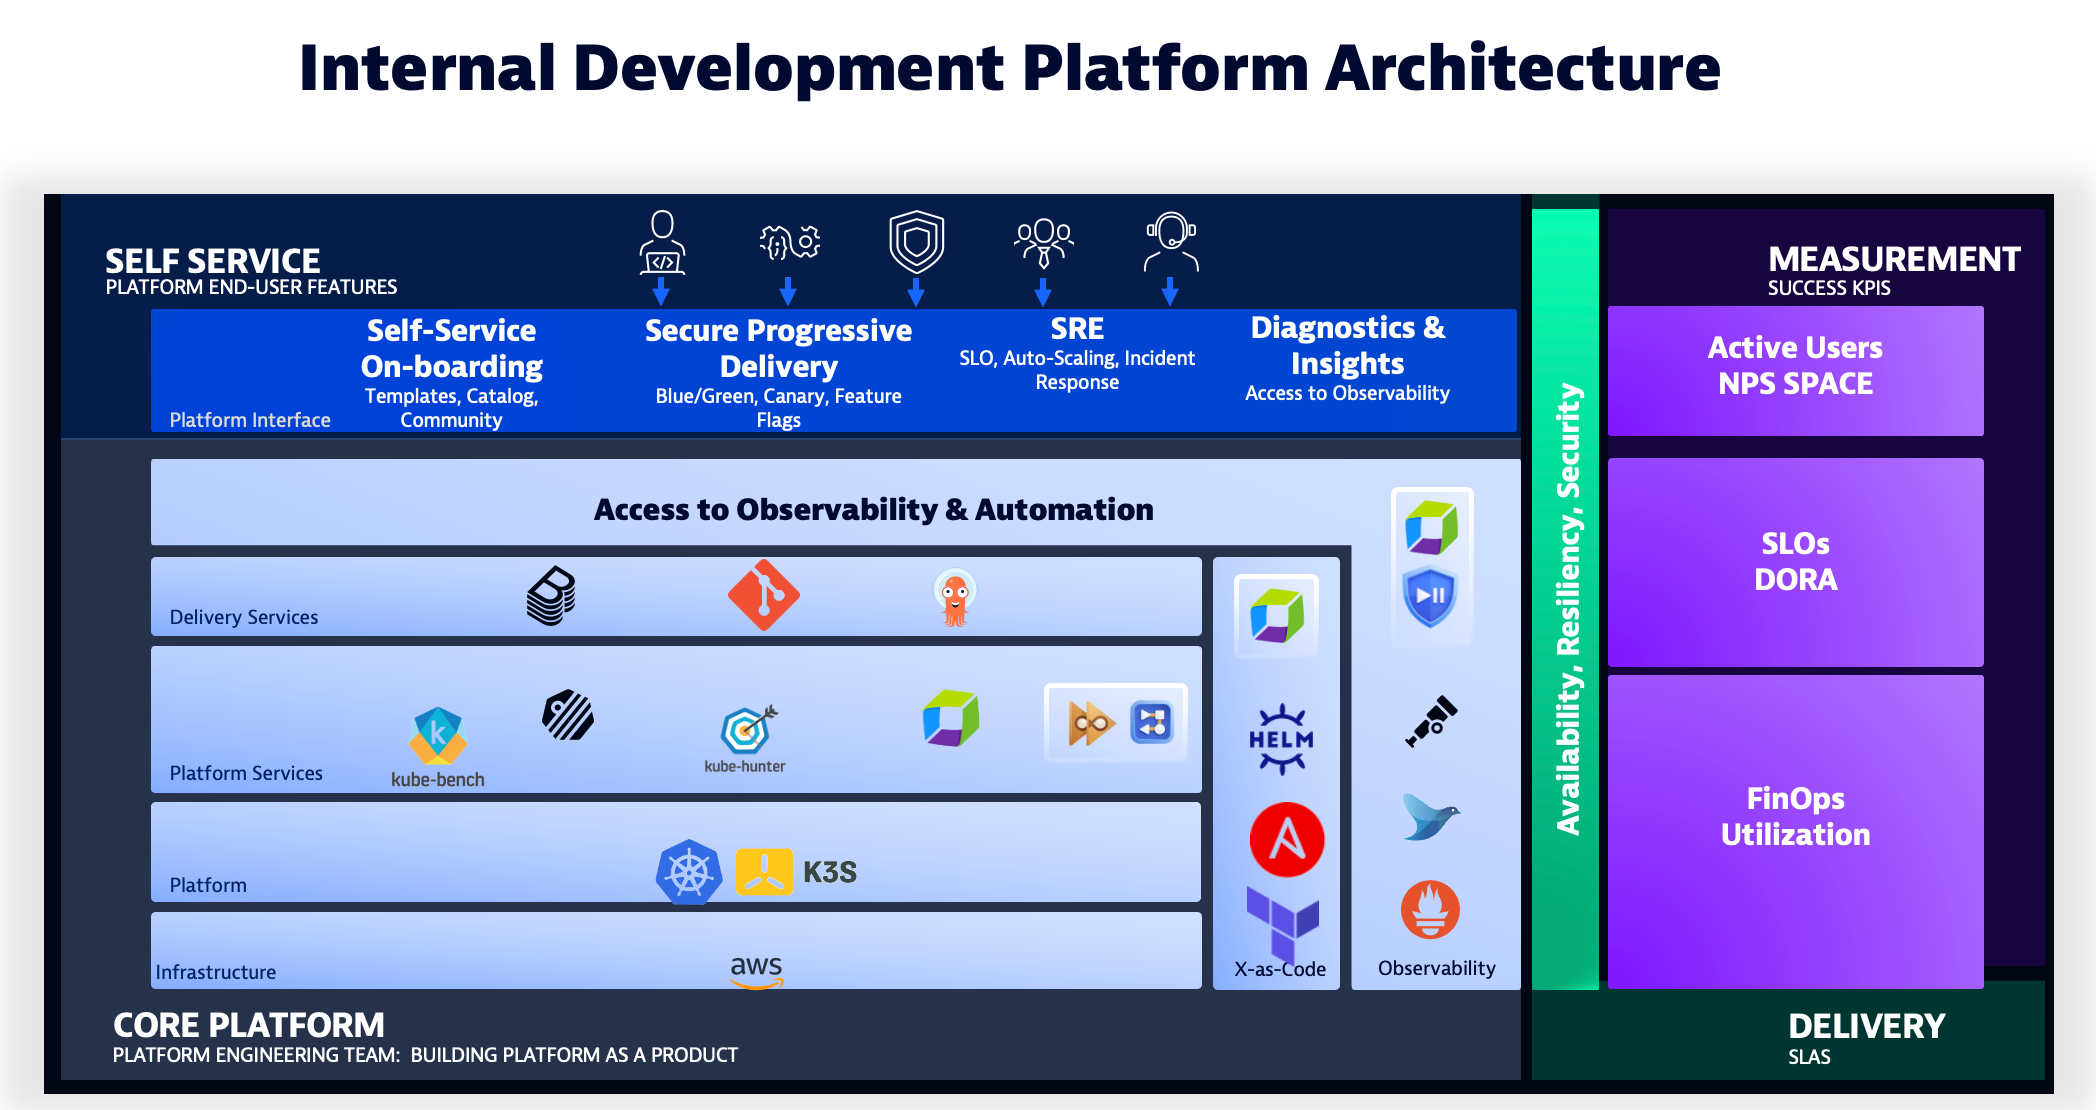 Internal Development Platform Architecture
SELF SERVICE
PLATFORM END-USER FEATURES
</>
Platform Interface
Self-Service
On-boarding
Templates, Catalog,
Community
Secure Progressive
Delivery
Blue/Green, Canary, Feature
Flags
SRE
SLO, Auto-Scaling, Incident
Response
Diagnostics &
Insights
Access to Observability
Access to Observability & Automation
Delivery Services
Platform Services
k
kube-bench
kube-hunter
Platform
K3S
Infrastructure
aws
HELM
X-as-Code
Observability
CORE PLATFORM
PLATFORM ENGINEERING TEAM: BUILDING PLATFORM AS A PRODUCT
Availability, Resiliency, Security
MEASUREMENT
SUCCESS KPIS
Active Users
NPS SPACE
SLOs
DORA
FinOps
Utilization
DELIVERY
SLAS